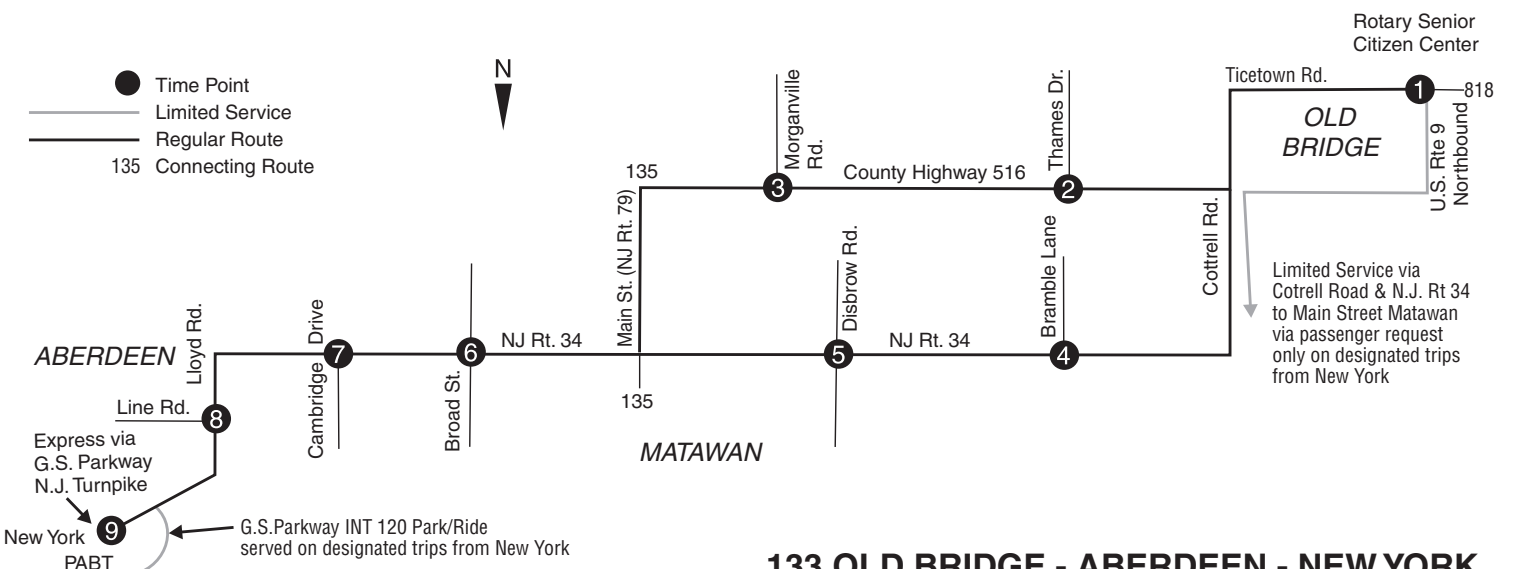 Rotary Senior
Citizen Center
N
Time Point
Limited Service
Regular Route
135 Connecting Route
Ticetown Rd.
1
818
OLD
BRIDGE
U.S. Rte 9
Northbound
Morganville
Rd.
Thames Dr.
135
3
County Highway 516
2
Main St. (NJ Rt. 79)
Disbrow Rd.
Bramble Lane
Cottrell Rd.
Limited Service via
Cotrell Road & N.J. Rt 34
to Main Street Matawan
via passenger request
only on designated trips
from New York
ABERDEEN
Lloyd Rd.
Cambridge Drive
7
6
Broad St.
NJ Rt. 34
5
NJ Rt. 34
4
135
MATAWAN
Line Rd.
8
Express via
G.S. Parkway
N.J. Turnpike
New York
9
PABT
G.S.Parkway INT 120 Park/Ride
served on designated trips from New York
133 OLD BRIDGE - ABERDEEN - NEW YORK